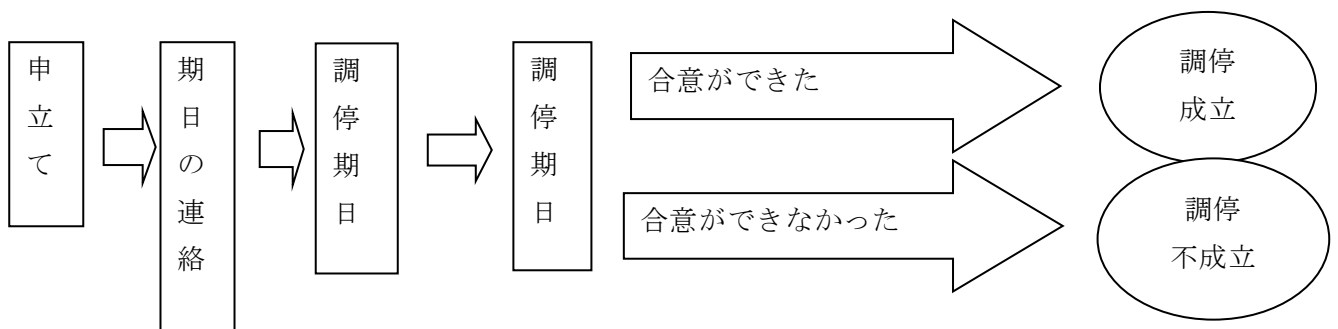 申立て
期日の連絡
調停期日
調停期日
合意ができた
合意ができなかった
調停
成立
調停
不成立